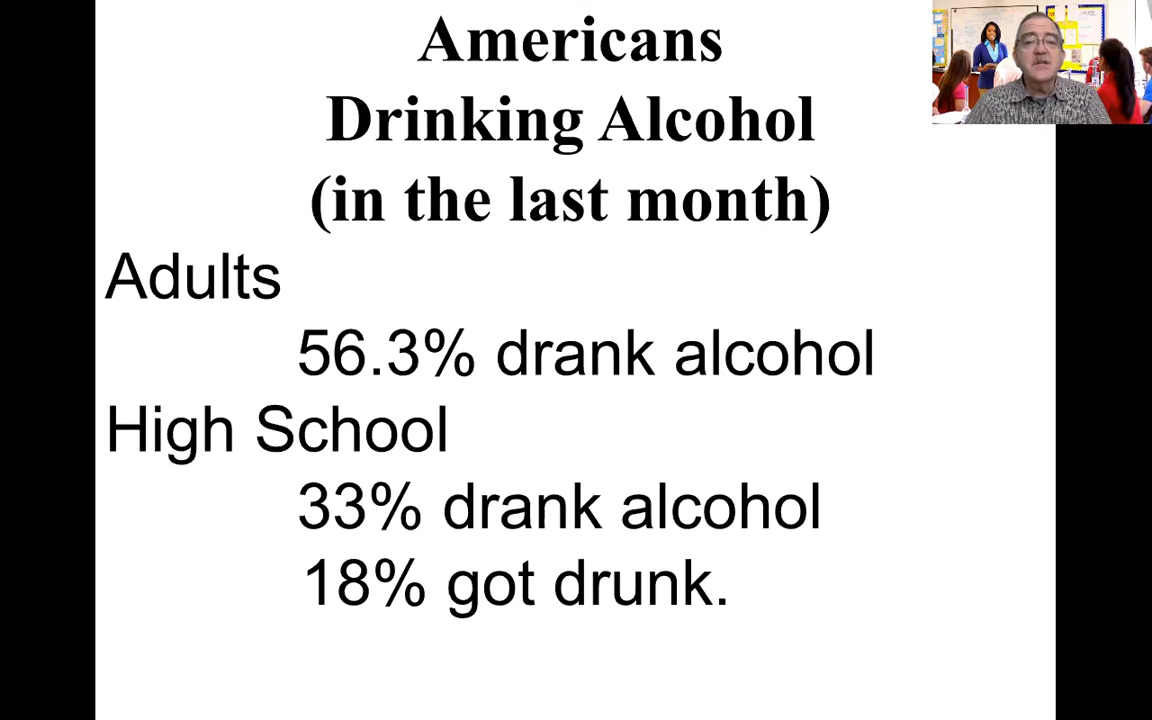 Americans
Drinking Alcohol
(in the last month)
Adults
56.3% drank alcohol
High School
33% drank alcohol
18% got drunk.